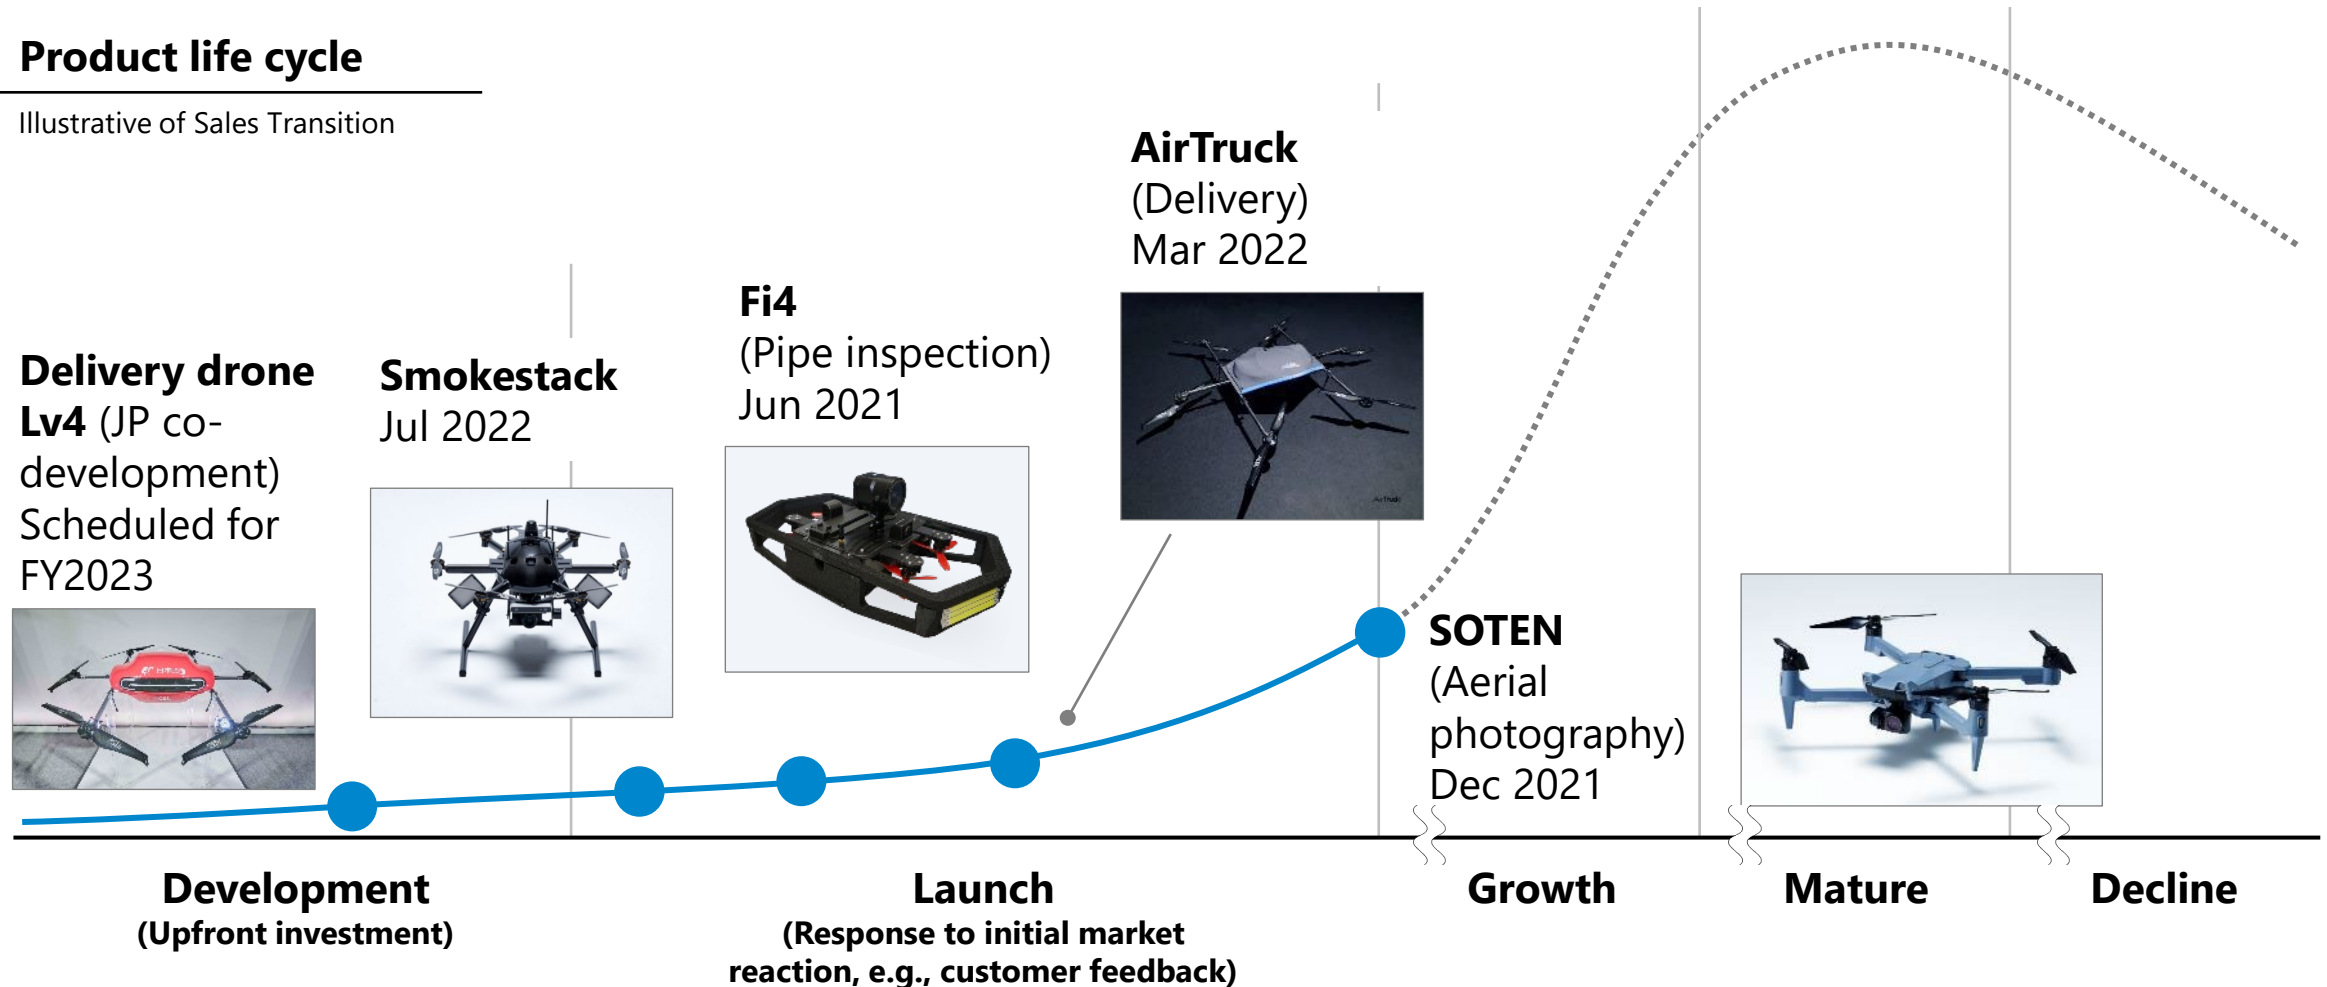 Product life cycle
Illustrative of Sales Transition
Delivery drone
Lv4 (JP co-
development)
Scheduled for
FY2023
Smokestack
Jul 2022
Fi4
(Pipe inspection)
Jun 2021
AirTruck
(Delivery)
Mar 2022
AirTruck
SOTEN
(Aerial
photography)
Dec 2021
Development
(Upfront investment)
Launch
(Response to initial market
reaction, e.g., customer feedback)
Growth
Mature
Decline